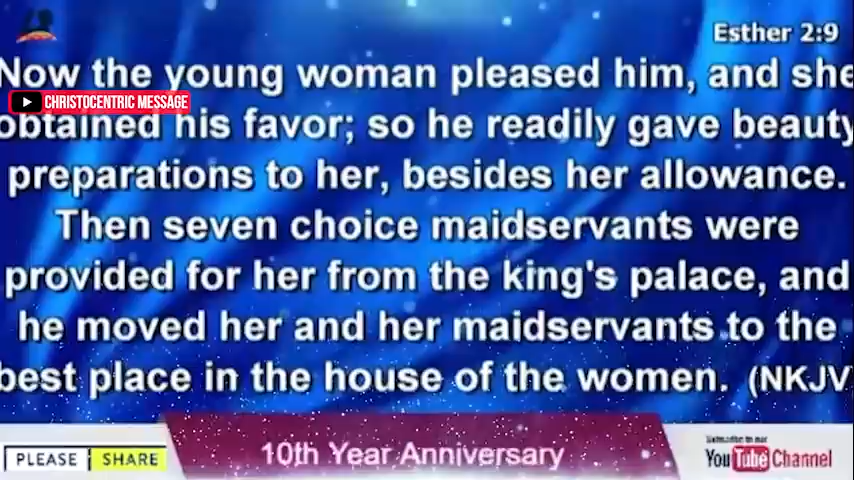 Esther 2:9
Now the young woman pleased him, and she
CHRISTOCENTRIC MESSAGE
obtained his favor; so he readily gave beauty
preparations to her, besides her allowance.
Then seven choice maidservants were
provided for her from the king's palace, and
he moved her and her maidservants to the
best place in the house of the women. (NKJV
PLEASE SHARE
10th Year Anniversary
Subscribe to our
YouTube Channel